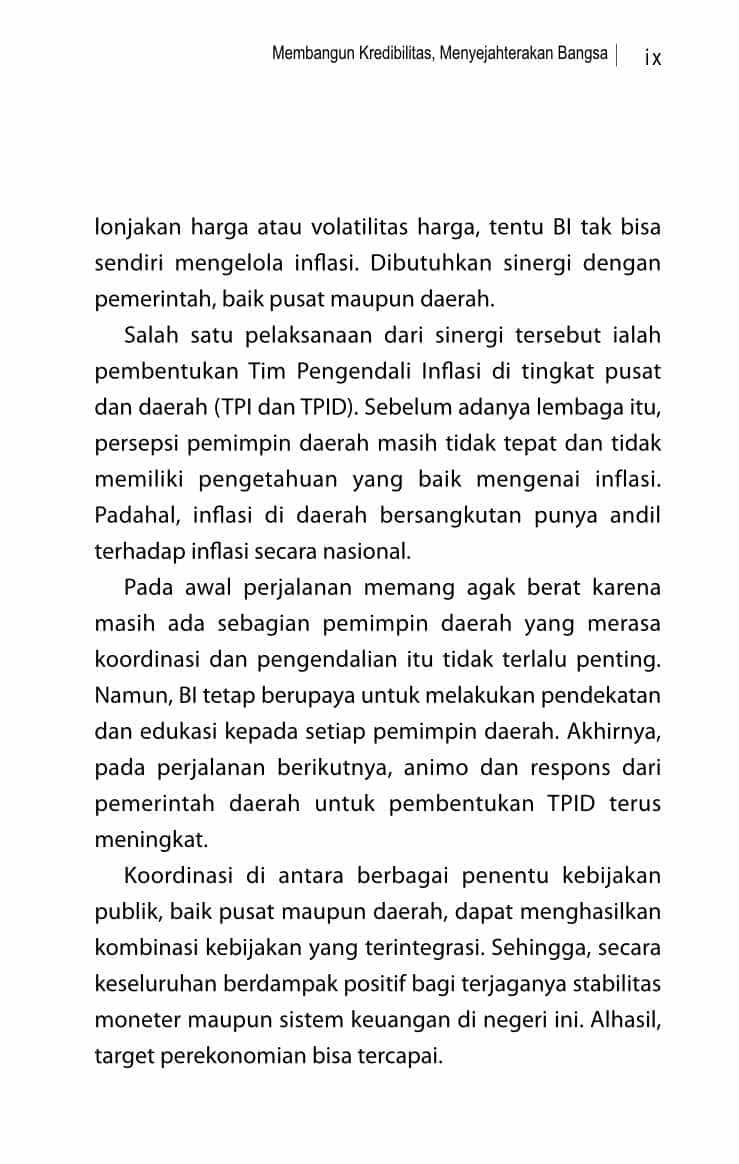 Membangun Kredibilitas, Menyejahterakan Bangsa | ix
lonjakan harga atau volatilitas harga, tentu BI tak bisa
sendiri mengelola inflasi. Dibutuhkan sinergi dengan
pemerintah, baik pusat maupun daerah.
Salah satu pelaksanaan dari sinergi tersebut ialah
pembentukan Tim Pengendali Inflasi di tingkat pusat
dan daerah (TPI dan TPID). Sebelum adanya lembaga itu,
persepsi pemimpin daerah masih tidak tepat dan tidak
memiliki pengetahuan yang baik mengenai inflasi.
Padahal, inflasi di daerah bersangkutan punya andil
terhadap inflasi secara nasional.
Pada awal perjalanan memang agak berat karena
masih ada sebagian pemimpin daerah yang merasa
koordinasi dan pengendalian itu tidak terlalu penting.
Namun, BI tetap berupaya untuk melakukan pendekatan
dan edukasi kepada setiap pemimpin daerah. Akhirnya,
pada perjalanan berikutnya, animo dan respons dari
pemerintah daerah untuk pembentukan TPID terus
meningkat.
Koordinasi di antara berbagai penentu kebijakan
publik, baik pusat maupun daerah, dapat menghasilkan
kombinasi kebijakan yang terintegrasi. Sehingga, secara
keseluruhan berdampak positif bagi terjaganya stabilitas
moneter maupun sistem keuangan di negeri ini. Alhasil,
target perekonomian bisa tercapai.